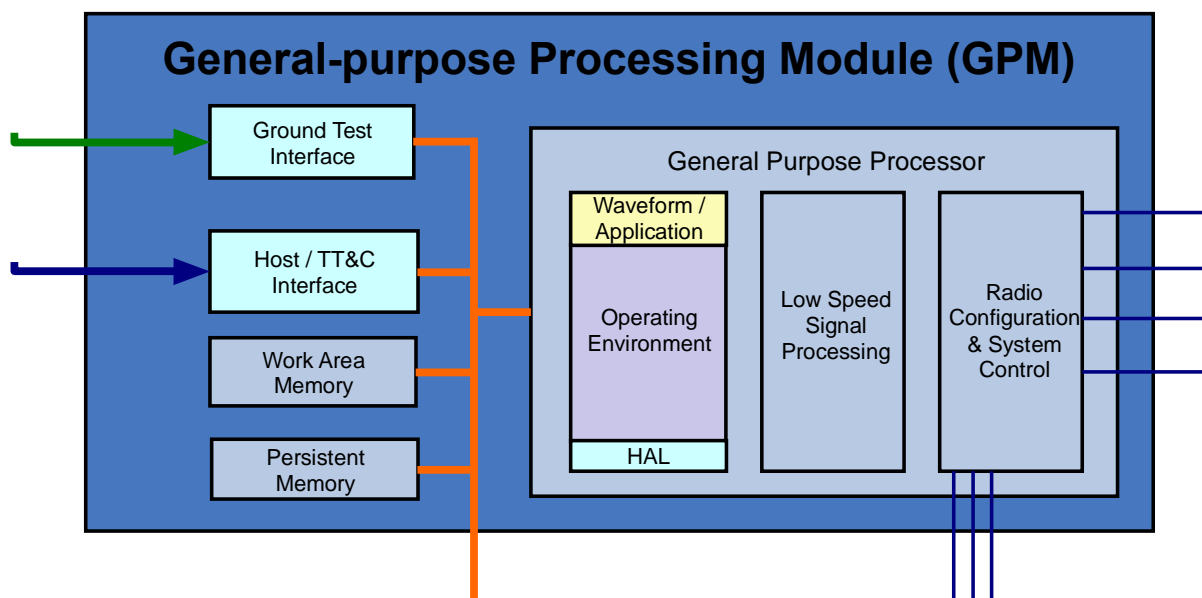 General-purpose Processing Module (GPM)
Ground Test
Interface
Host / TT&C
Interface
Work Area
Memory
Persistent
Memory
General Purpose Processor
Waveform /
Application
Operating
Environment
HAL
Low Speed
Signal
Processing
Radio
Configuration
& System
Control